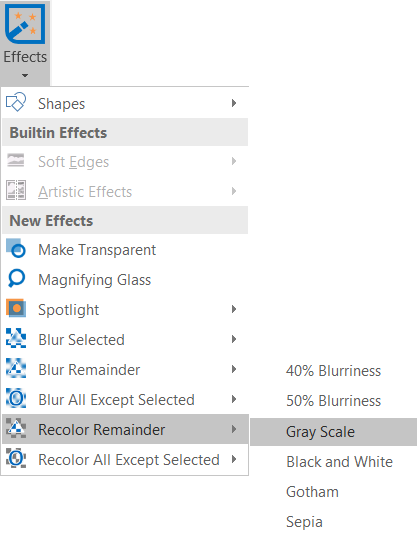 Effects
Shapes
Builtin Effects
Soft Edges
Artistic Effects
New Effects
Make Transparent
Magnifying Glass
Spotlight
Blur Selected
Blur Remainder
Blur All Except Selected
Recolor Remainder
Recolor All Except Selected
40% Blurriness
50% Blurriness
Gray Scale
Black and White
Gotham
Sepia